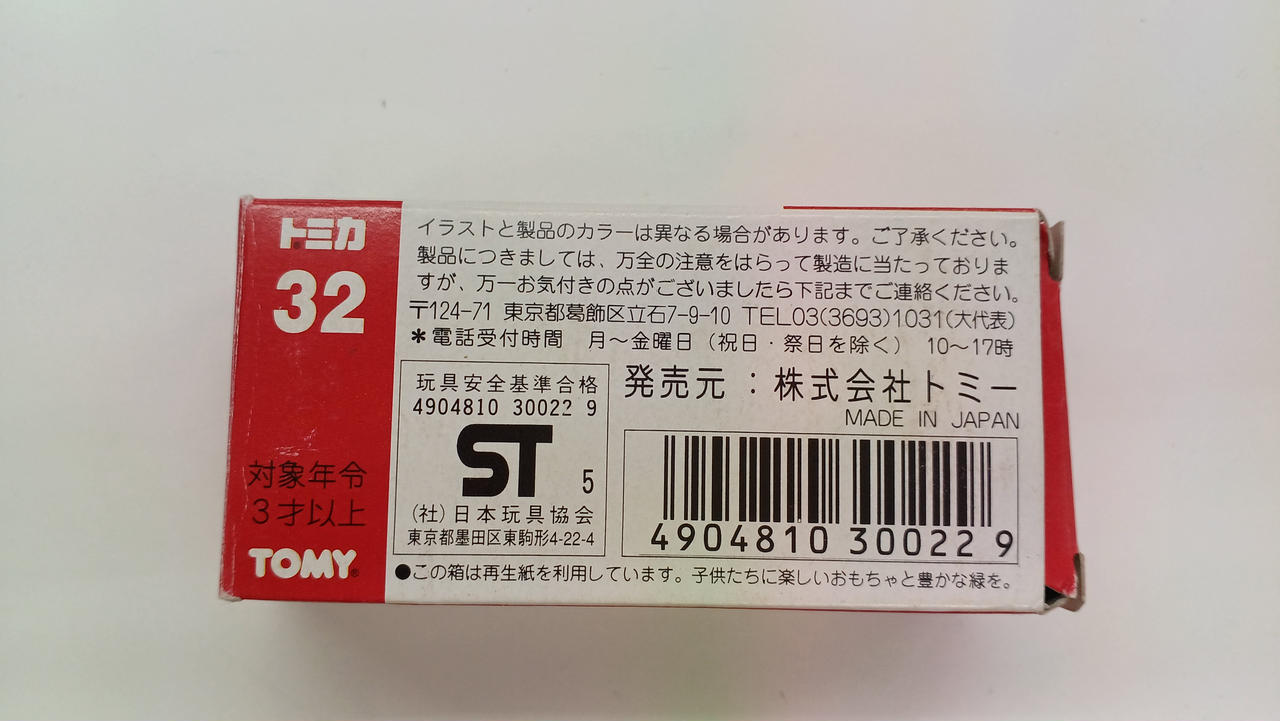 トミカ
32
対象年令
3才以上
TOMY®
イラストと製品のカラーは異なる場合があります。ご了承ください。
製品につきましては、万全の注意をはらって製造に当たっておりま
すが、万一お気付きの点がございましたら下記までご連絡ください。
〒124-71 東京都葛飾区立石7-9-10 TEL03(3693)1031(大代表)
＊電話受付時間 月～金曜日（祝日・祭日を除く） 10～17時
玩具安全基準合格
4904810 30022 9
ST 5
(社)日本玩具協会
東京都墨田区東駒形4-22-4
発売元：株式会社トミー
MADE IN JAPAN
4904810 30022 9
●この箱は再生紙を利用しています。子供たちに楽しいおもちゃと豊かな緑を。